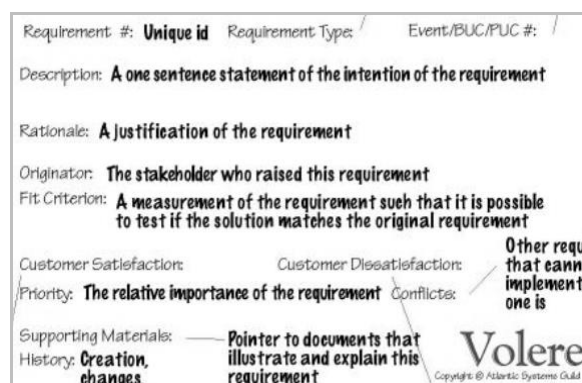 Requirement #: Unique id Requirement Type: Event/BUC/PUC #:
Description: A one sentence statement of the intention of the requirement
Rationale: A justification of the requirement
Originator: The stakeholder who raised this requirement
Fit Criterion: A measurement of the requirement such that it is possible
to test if the solution matches the original requirement
Other requ
that cann
Customer Satisfaction: Customer Dissatisfaction:
implement
Priority: The relative importance of the requirement Conflicts:
one is
Supporting Materials: Pointer to documents that
History: Creation, illustrate and explain this
changes requirement
Volere
Copyright © Atlantic Systems Guild